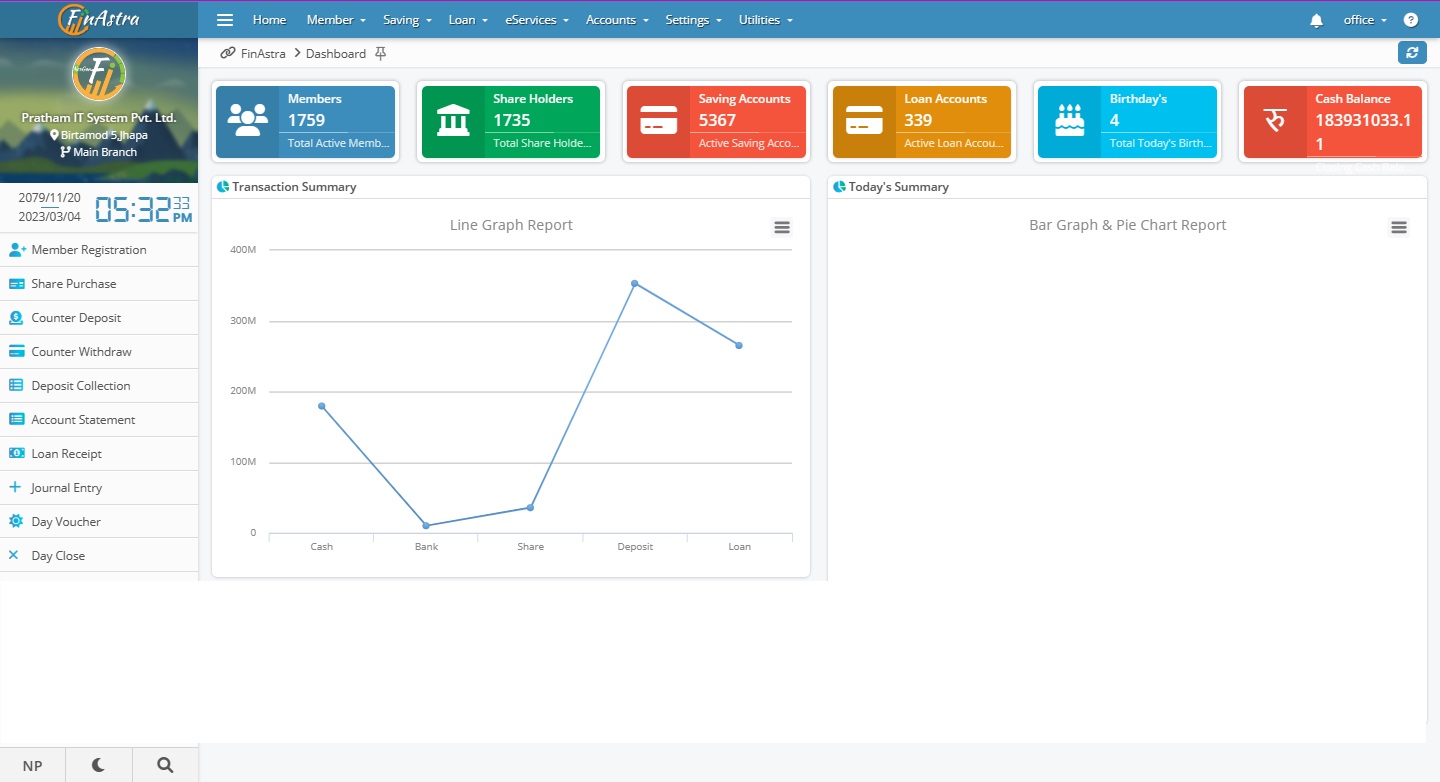 FinAstra
Home Member Saving Loan eServices Accounts Settings Utilities office ?
FinAstra > Dashboard
Pratham IT System Pvt. Ltd.
Birtamod 5,Jhapa
Main Branch
2079/11/20
2023/03/04
05:32 33 PM
Member Registration
Share Purchase
Counter Deposit
Counter Withdraw
Deposit Collection
Account Statement
Loan Receipt
Journal Entry
Day Voucher
Day Close
NP
Members
1759
Total Active Memb...
Share Holders
1735
Total Share Holde...
Saving Accounts
5367
Active Saving Acco...
Loan Accounts
339
Active Loan Accou...
Birthday's
4
Total Today's Birth...
रु
Cash Balance
183931033.1
1
Transaction Summary
Line Graph Report
400M
300M
200M
100M
0
Cash Bank Share Deposit Loan
Today's Summary
Bar Graph & Pie Chart Report